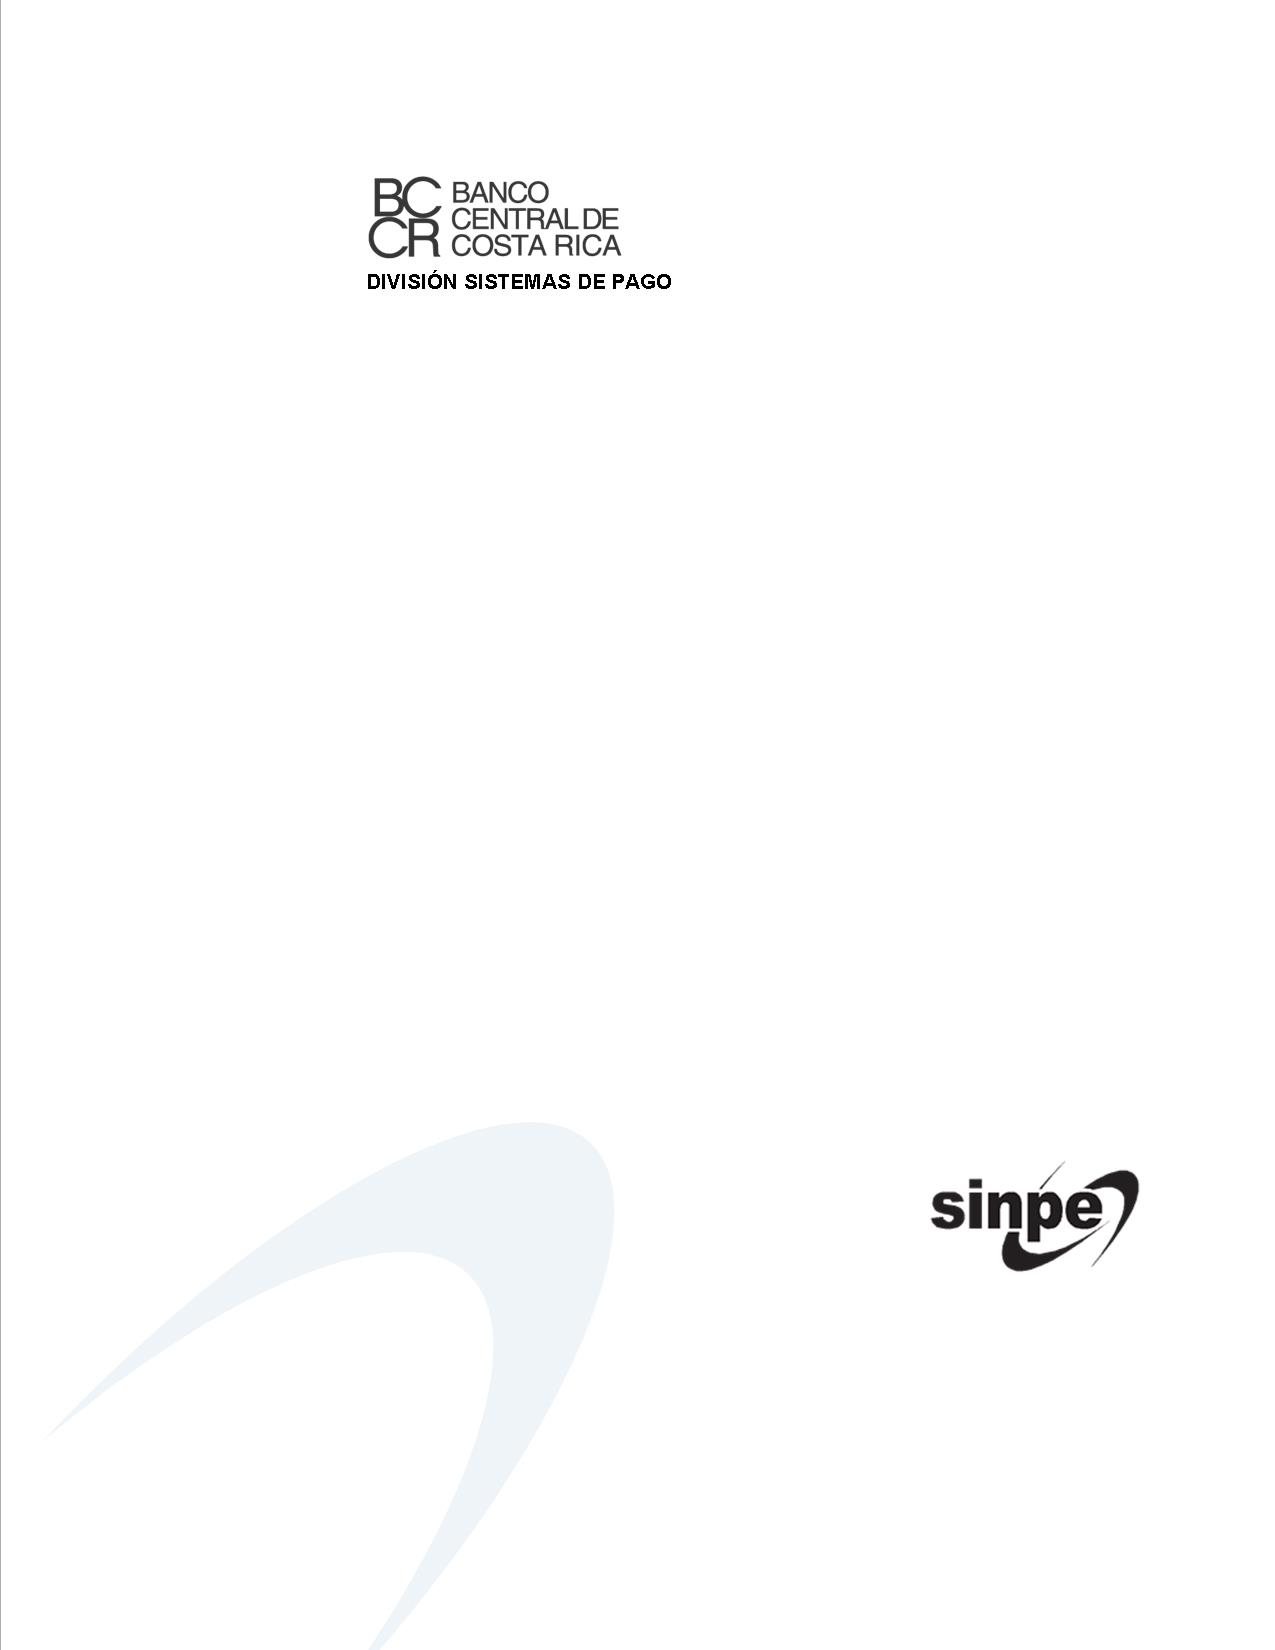 BC
CR
BANCO
CENTRAL DE
COSTA RICA
DIVISIÓN SISTEMAS DE PAGO
sinpe